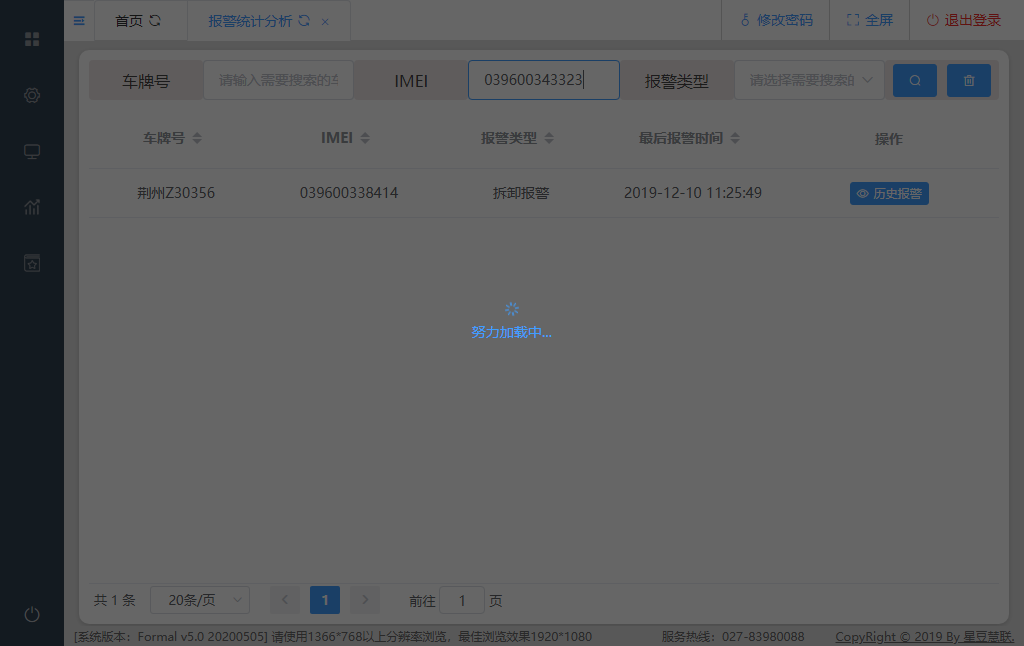 首页 报警统计分析 × 修改密码 全屏 退出登录
车牌号 请输入需要搜索的车 IMEI 039600343323 报警类型 请选择需要搜索的
车牌号 IMEI 报警类型 最后报警时间 操作
荆州Z30356 039600338414 拆卸报警 2019-12-10 11:25:49 历史报警
努力加载中...
共 1 条 20条/页 < 1 > 前往 1 页
[系统版本：Formal v5.0 20200505] 请使用1366*768以上分辨率浏览，最佳浏览效果1920*1080 服务热线：027-83980088 CopyRight © 2019 By 星豆慧联.